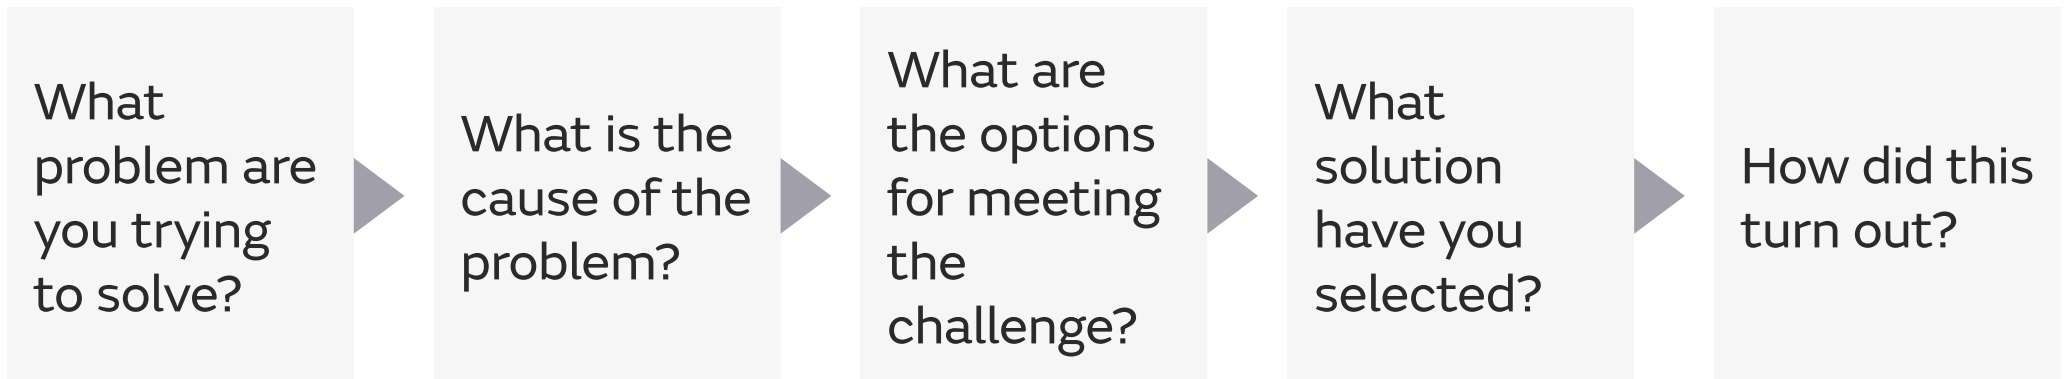 What
problem are
you trying
to solve?
What is the
cause of the
problem?
What are
the options
for meeting
the
challenge?
What
solution
have you
selected?
How did this
turn out?